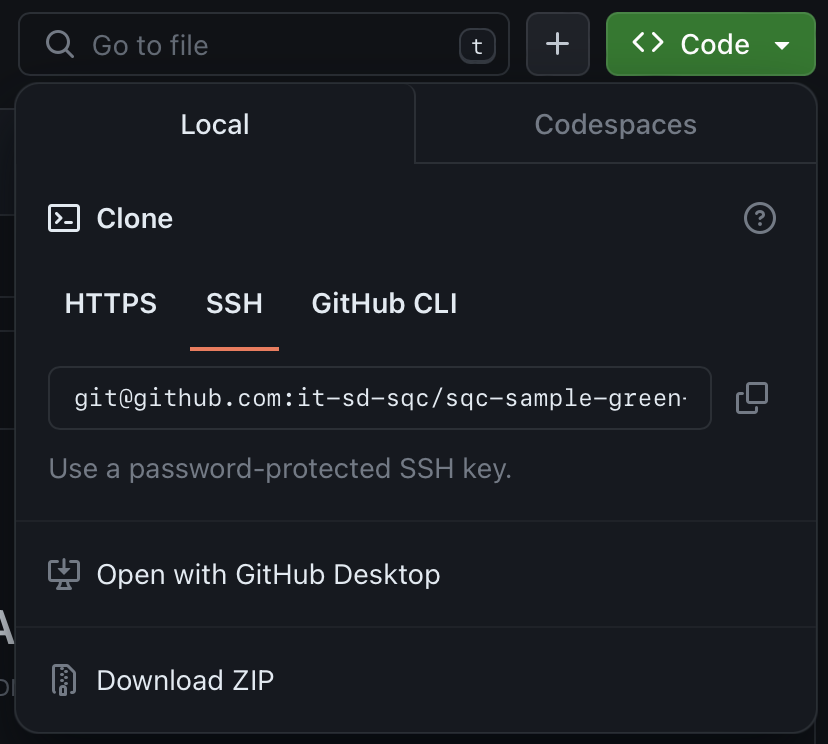 Go to file
t
Code
Local
Codespaces
Clone
HTTPS
SSH
GitHub CLI
git@github.com:it-sd-sqc/sqc-sample-green-
Use a password-protected SSH key.
Open with GitHub Desktop
Download ZIP